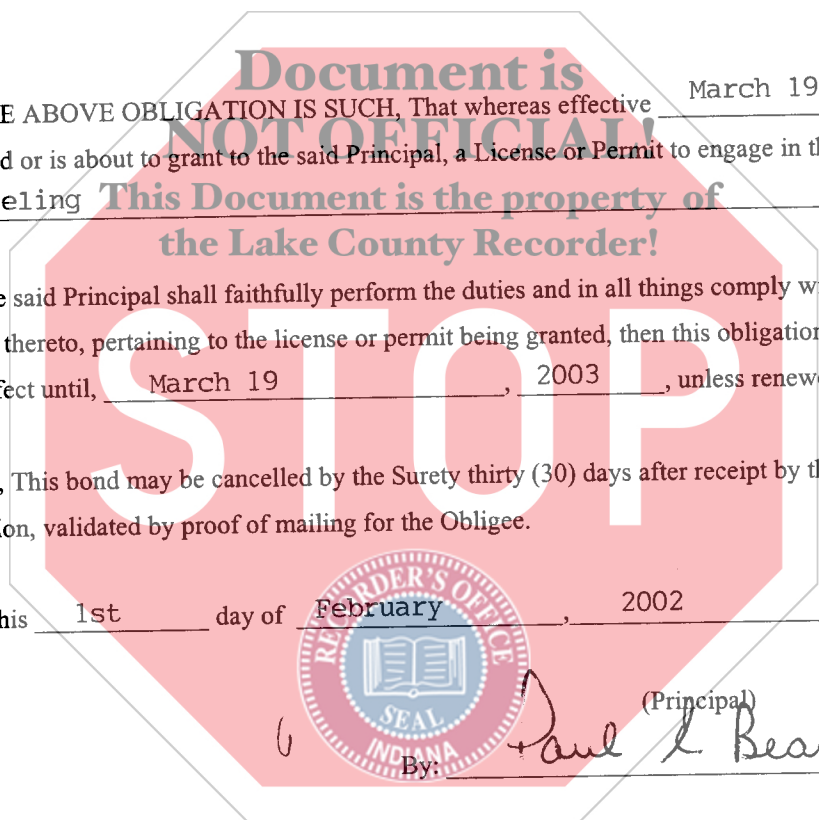 Document is
E ABOVE OBLIGATION IS SUCH, That whereas effective March 19
NOT OFFICIAL!
d or is about to grant to the said Principal, a License or Permit to engage in th
eling
This Document is the property of
the Lake County Recorder!
e said Principal shall faithfully perform the duties and in all things comply wi
thereto, pertaining to the license or permit being granted, then this obligation
STOP
fect until, March 19, 2003, unless renewe
, This bond may be cancelled by the Surety thirty (30) days after receipt by th
ion, validated by proof of mailing for the Obligee.
RECORDER'S OFFICE
his 1st day of February, 2002
SEAL
INDIANA
(Principal)
By: Paul L. Bea